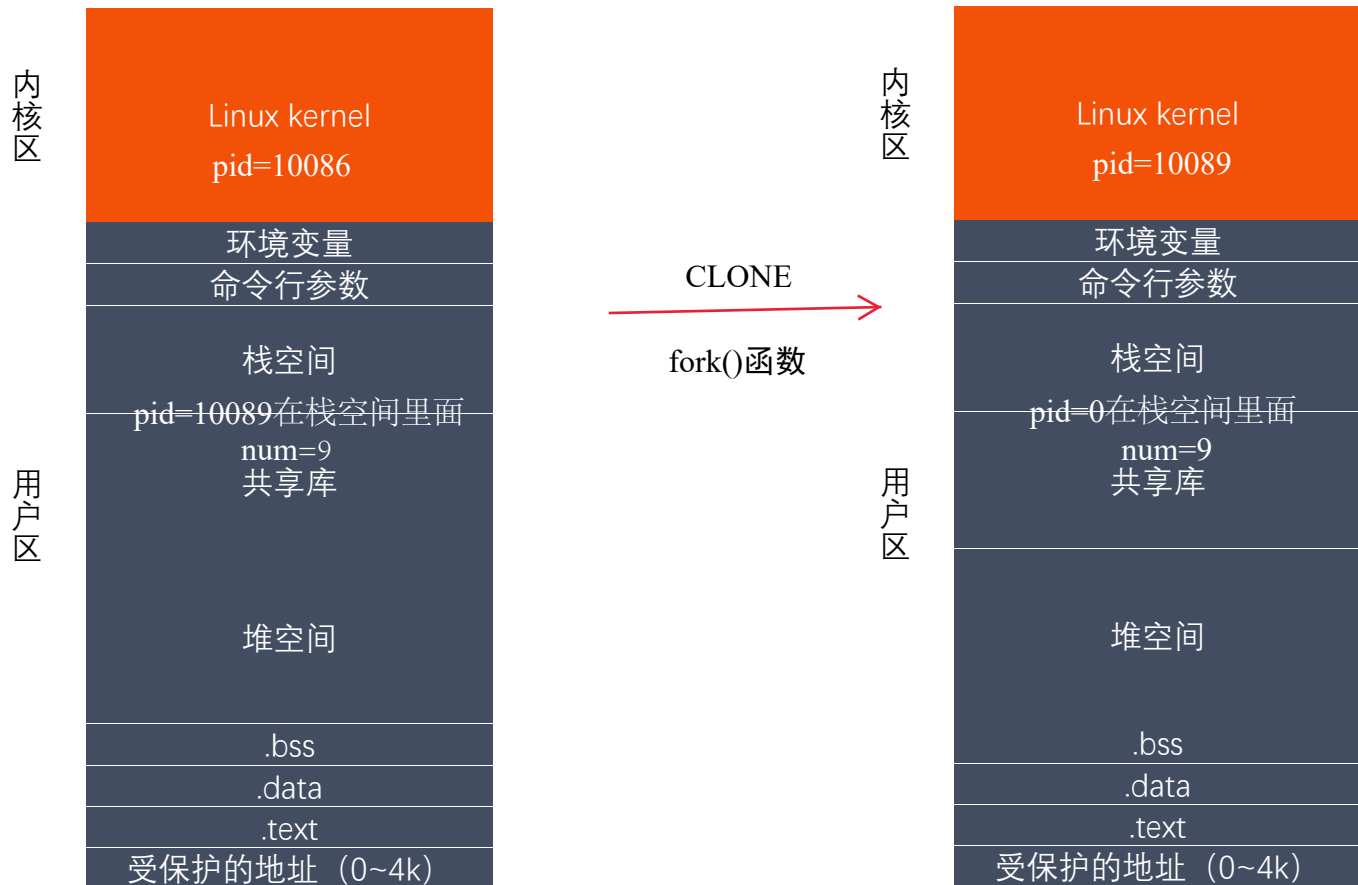 内核区
Linux kernel
pid=10086
环境变量
命令行参数
栈空间
pid=10089在栈空间里面
num=9
共享库
用户区
堆空间
.bss
.data
.text
受保护的地址（0~4k）
CLONE
fork()函数
内核区
Linux kernel
pid=10089
环境变量
命令行参数
栈空间
pid=0在栈空间里面
num=9
共享库
用户区
堆空间
.bss
.data
.text
受保护的地址（0~4k）